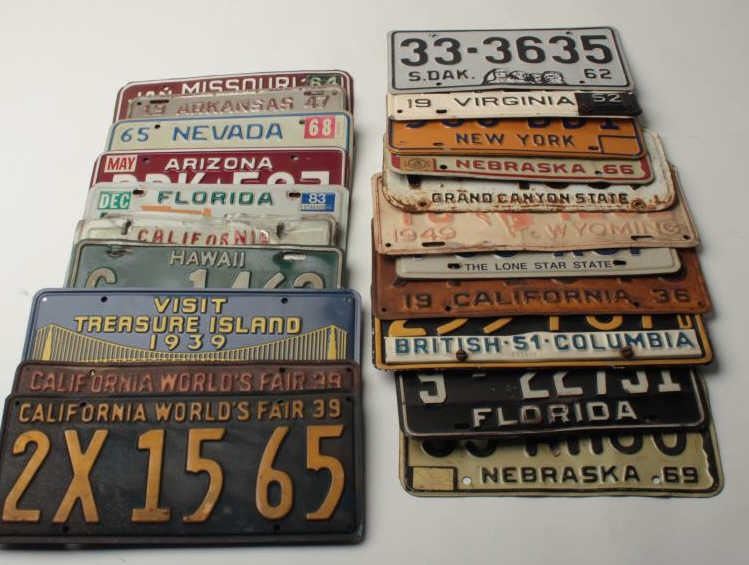 MISSOURI 64
19 ARKANSAS 47
65 NEVADA 68
MAY ARIZONA
DEC FLORIDA 83
CALIFORNIA
HAWAII
VISIT
TREASURE ISLAND
1939
CALIFORNIA WORLD'S FAIR 39
CALIFORNIA WORLD'S FAIR 39
2X 15 65
33-3635
S.DAK. 62
19 VIRGINIA 52
NEW YORK
NEBRASKA 66
GRAND CANYON STATE
1949 WYOMING
THE LONE STAR STATE
19 CALIFORNIA 36
BRITISH·51·COLUMBIA
FLORIDA
NEBRASKA 69